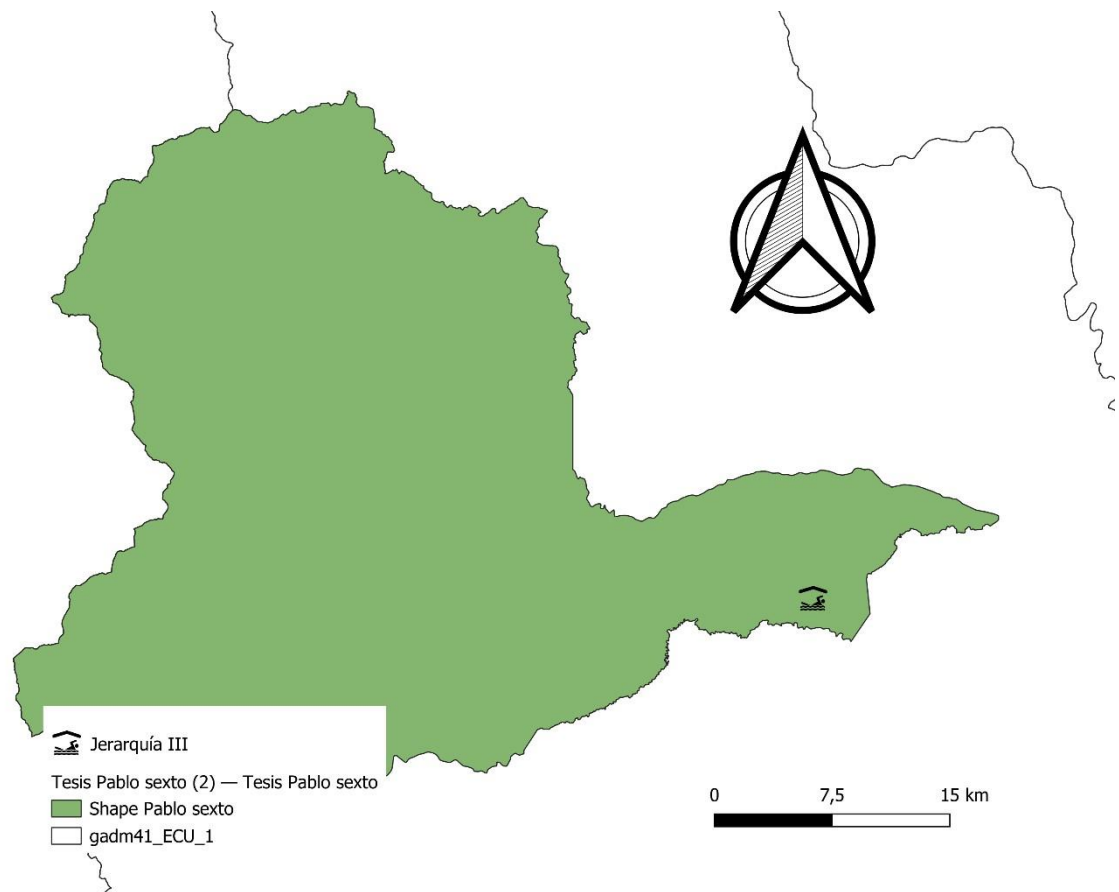 Jerarquía III
Tesis Pablo sexto (2) — Tesis Pablo sexto
Shape Pablo sexto
gadm41_ECU_1
0 7,5 15 km